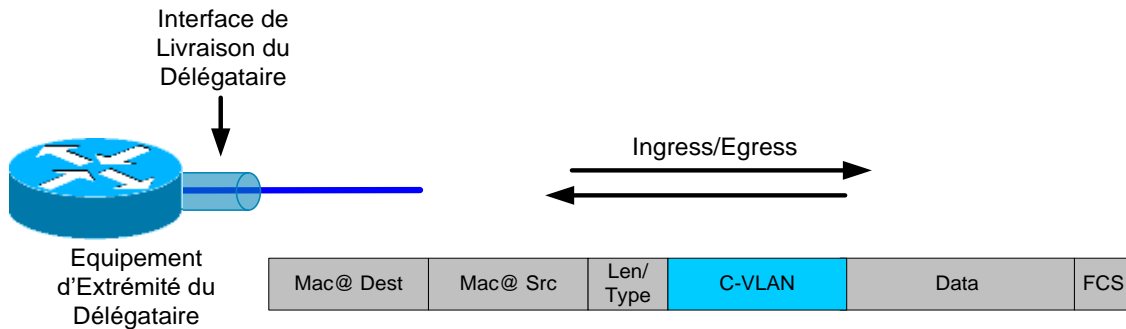 Interface de
Livraison du
Délégataire
Ingress/Egress
Equipement
d'Extrémité du
Délégataire
Mac@ Dest
Mac@ Src
Len/
Type
C-VLAN
Data
FCS